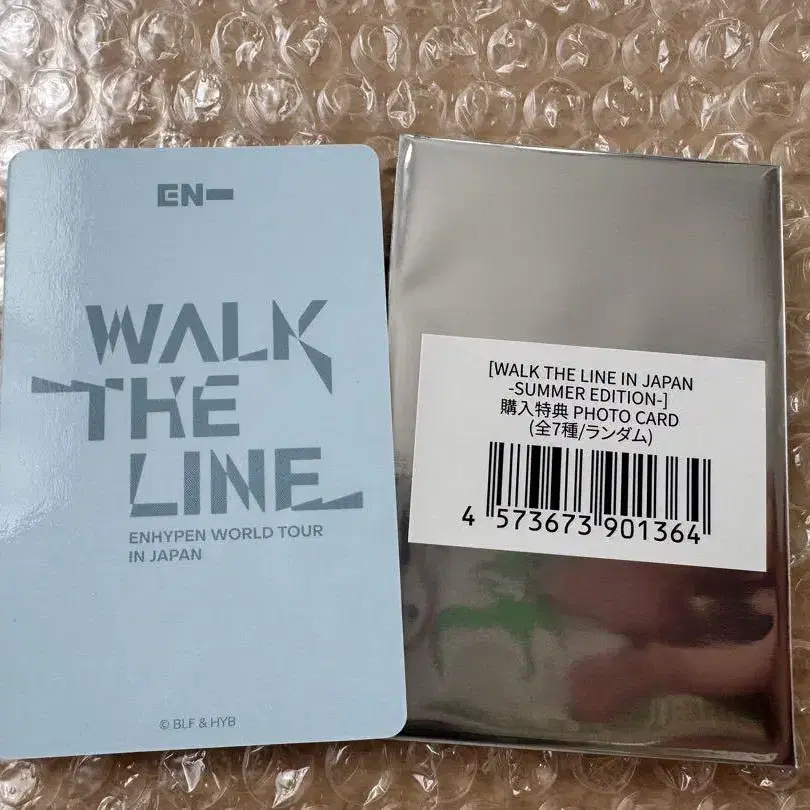 EN-
WALK
THE
LINE
ENHYPEN WORLD TOUR
IN JAPAN
© BLF & HYB
[WALK THE LINE IN JAPAN
-SUMMER EDITION-]
購入特典 PHOTO CARD
(全7種/ランダム)
4 573673 901364